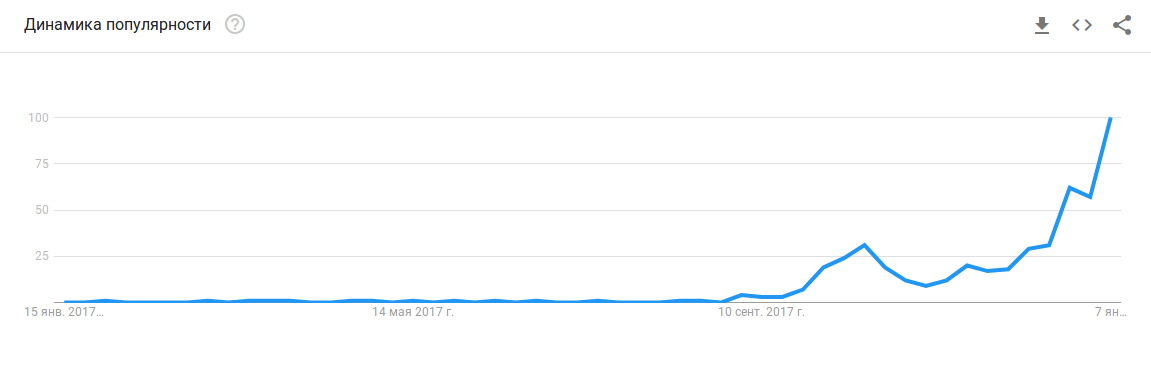 Динамика популярности ?
100
75
50
25
15 янв. 2017…
14 мая 2017 г.
10 сент. 2017 г.
7 ян…